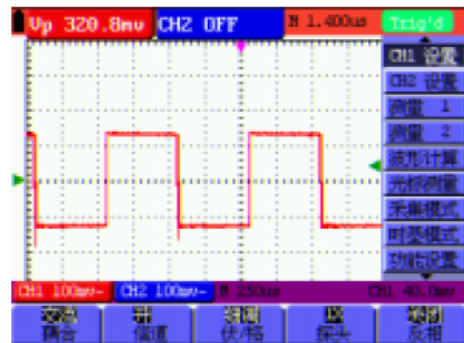 Vp 320.8mv CH2 OFF M 1.400us Trig'd
CH1 设置
CH2 设置
测量 1
测量 2
波形计算
光标测量
采集模式
时基模式
功能设置
CH1 100mv~ CH2 100mv~ M 250us CH1 40.0mv
交流 开 细调 1X 关闭
耦合 信道 伏/格 探头 反相